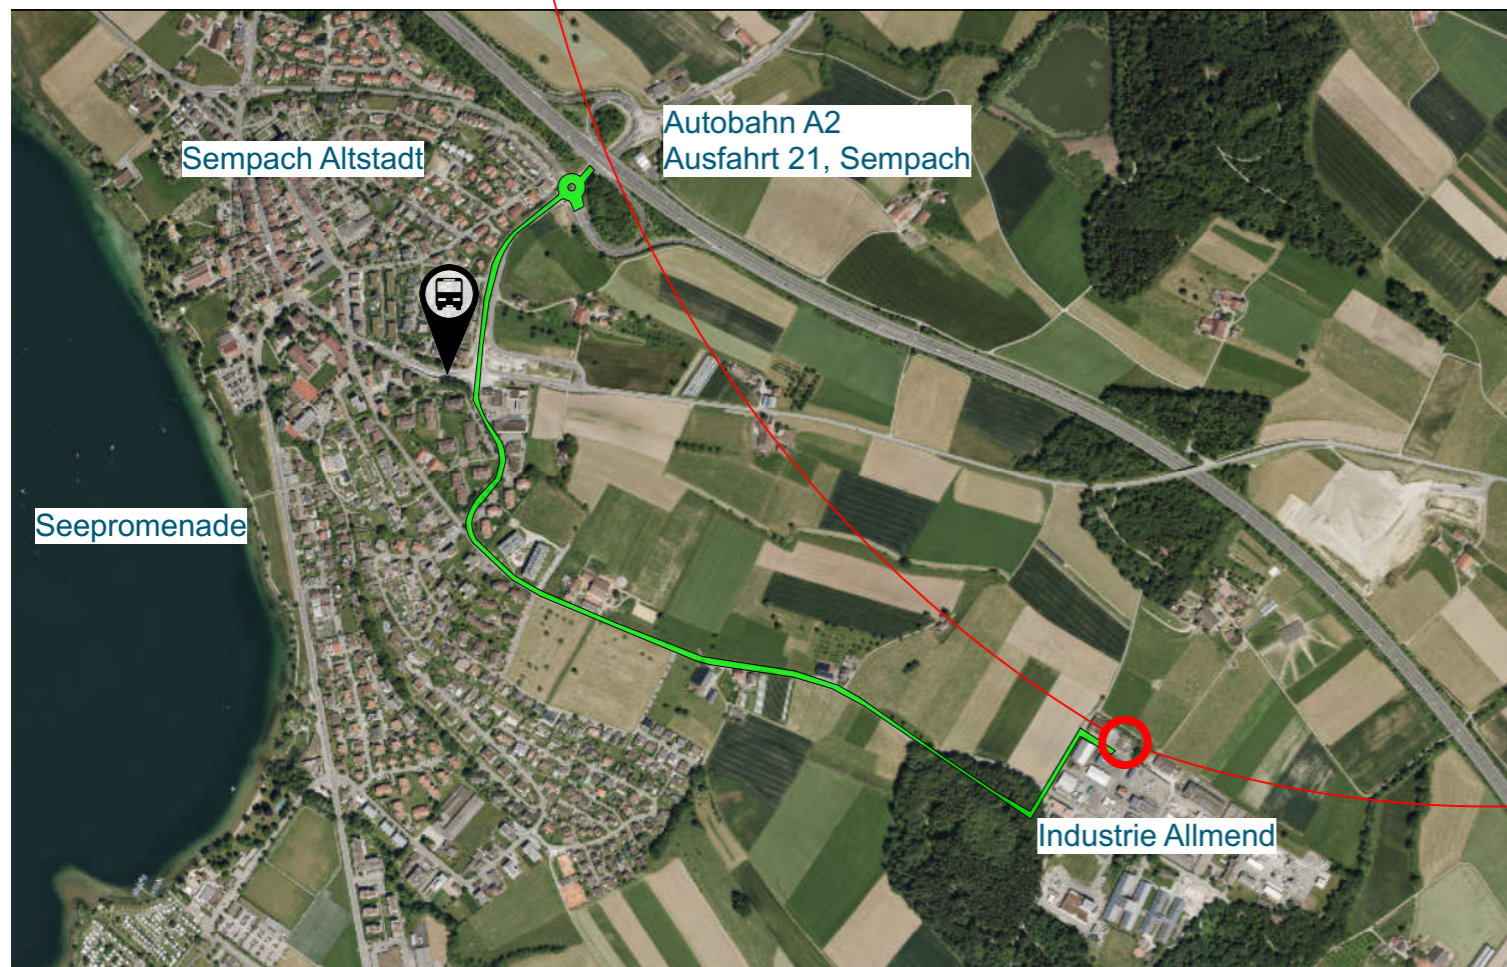 Autobahn A2
Ausfahrt 21, Sempach
Sempach Altstadt
Seepromenade
Industrie Allmend